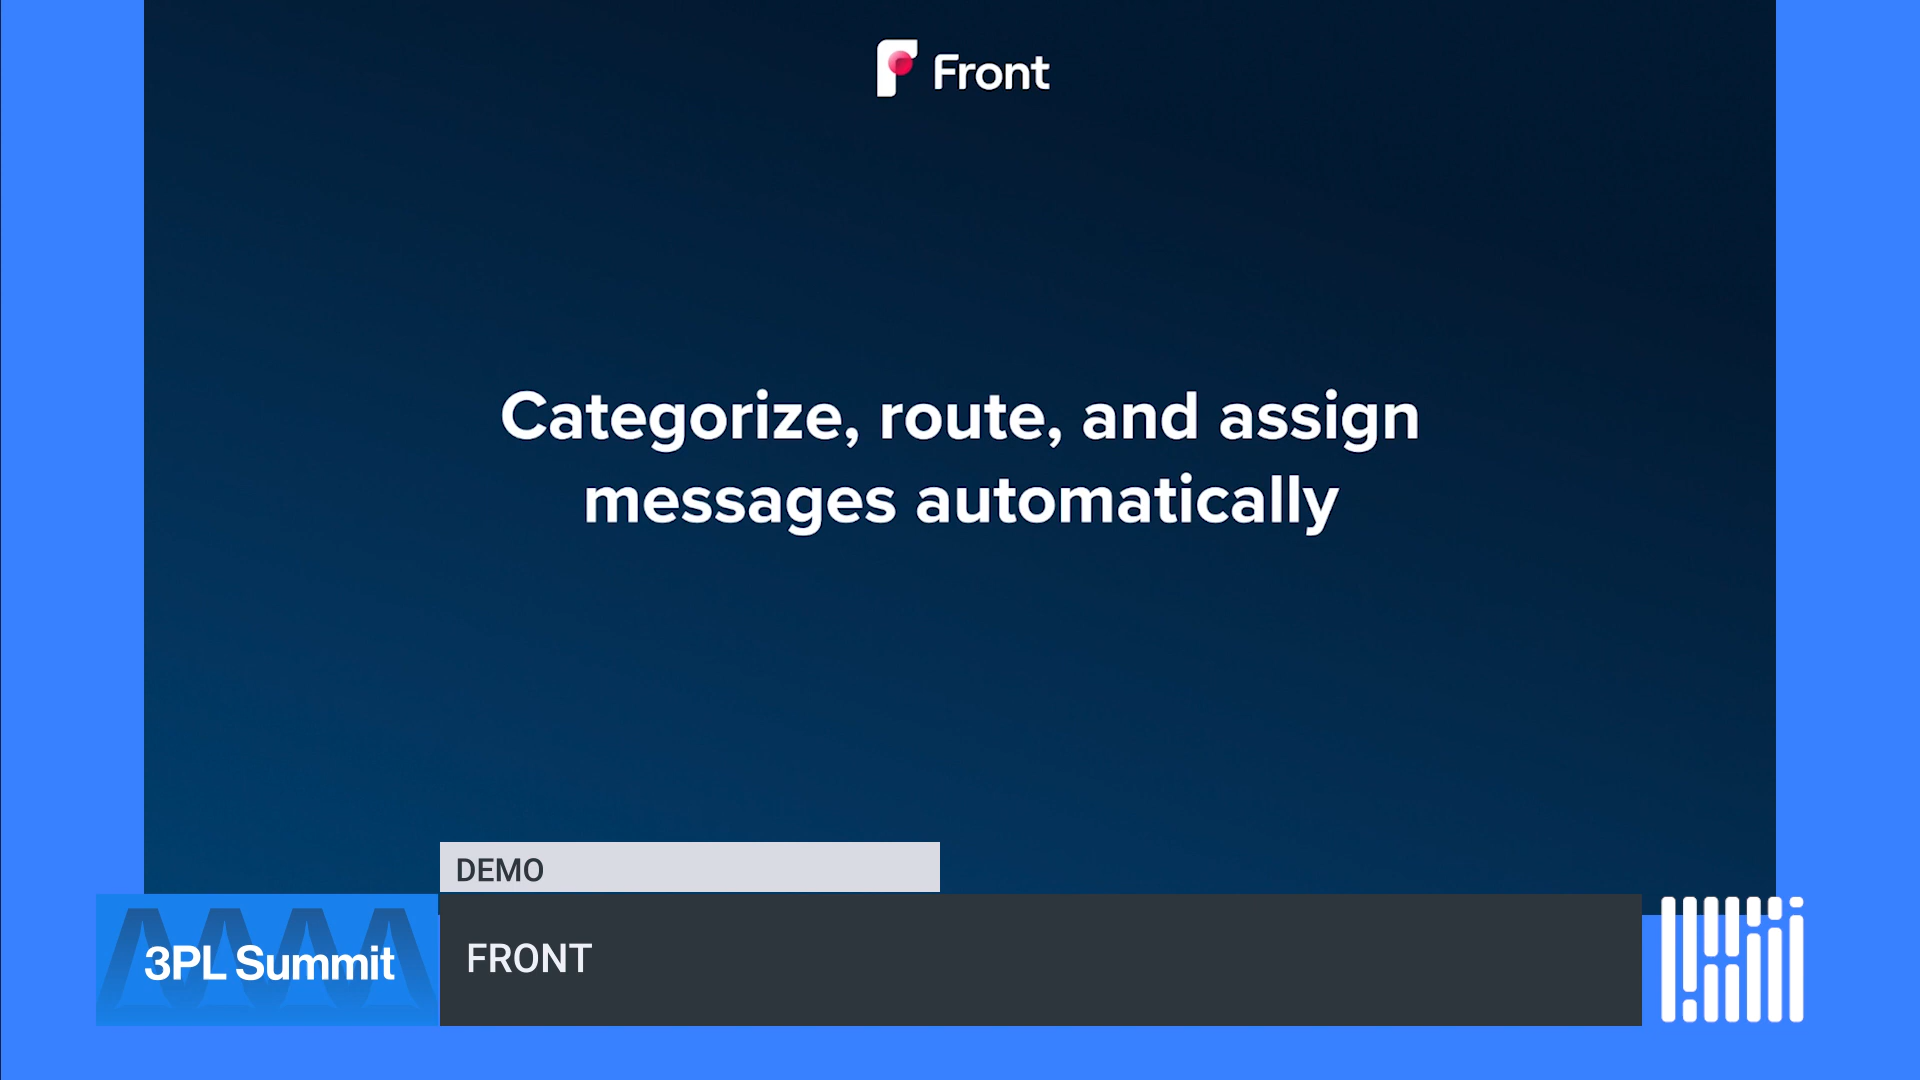 Front
Categorize, route, and assign
messages automatically
DEMO
3PL Summit
FRONT